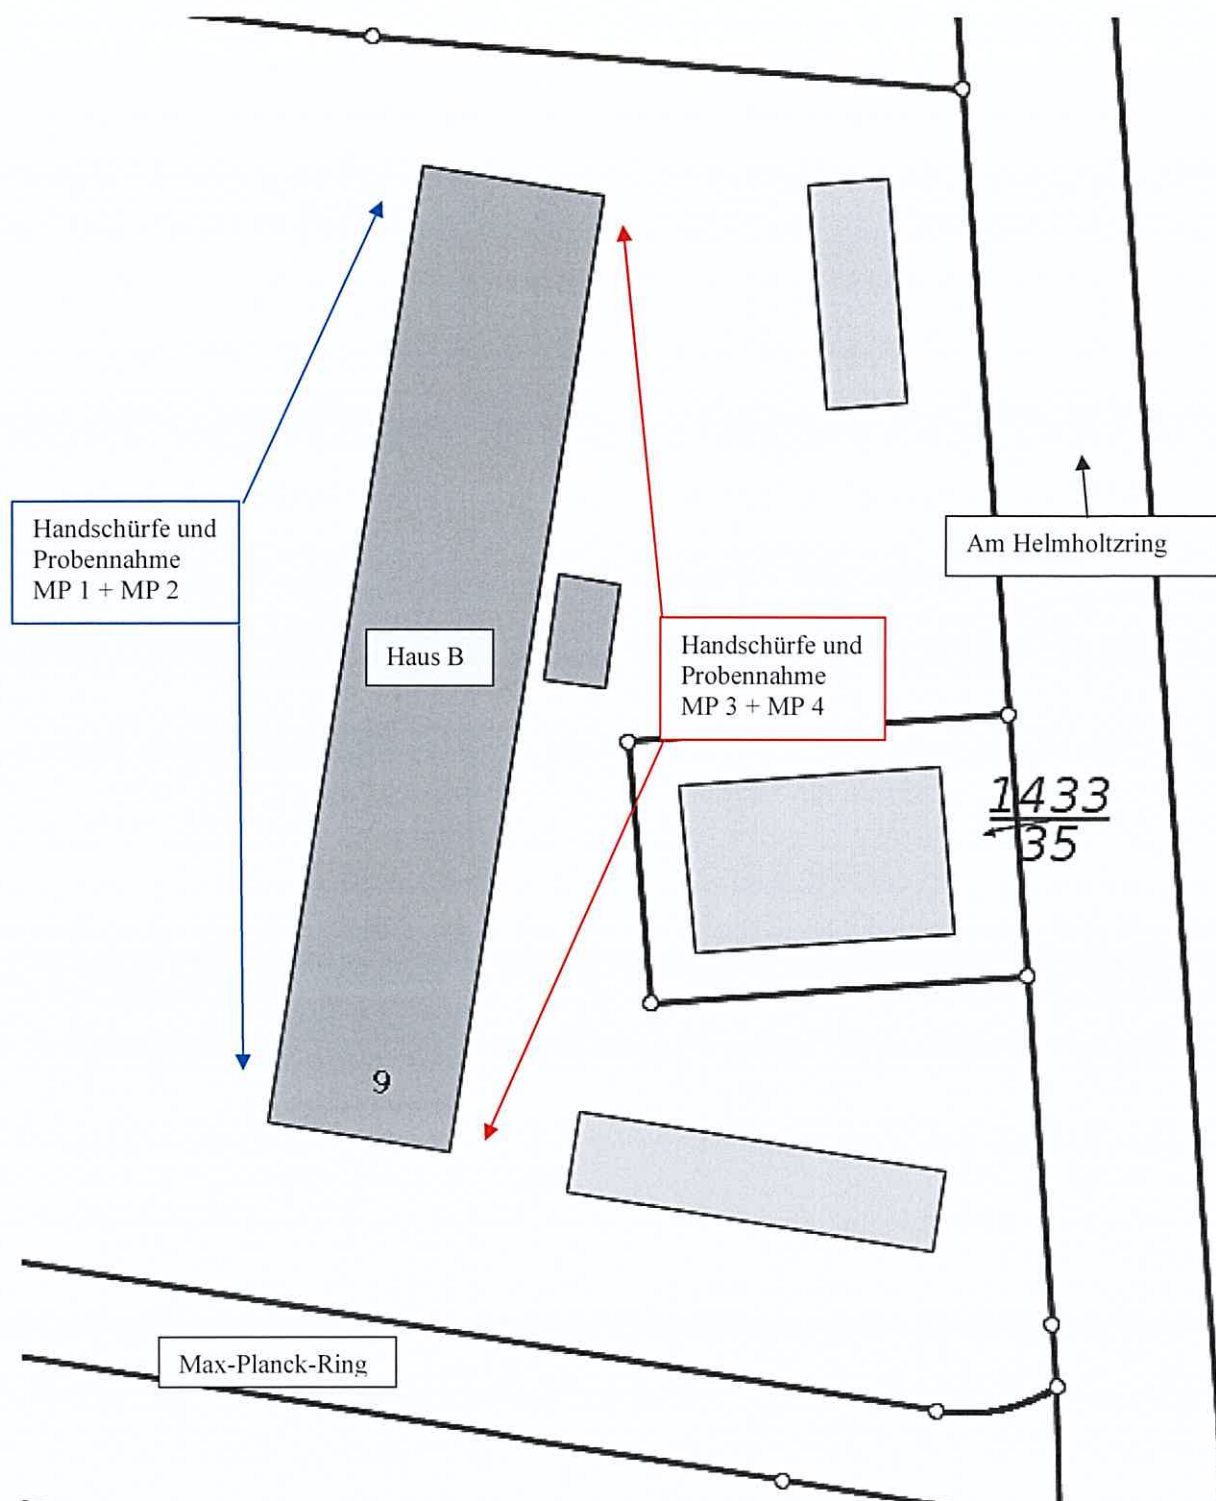 Handschürfe und
Probennahme
MP 1 + MP 2
Am Helmholtzring
Haus B
Handschürfe und
Probennahme
MP 3 + MP 4
1433
35
9
Max-Planck-Ring